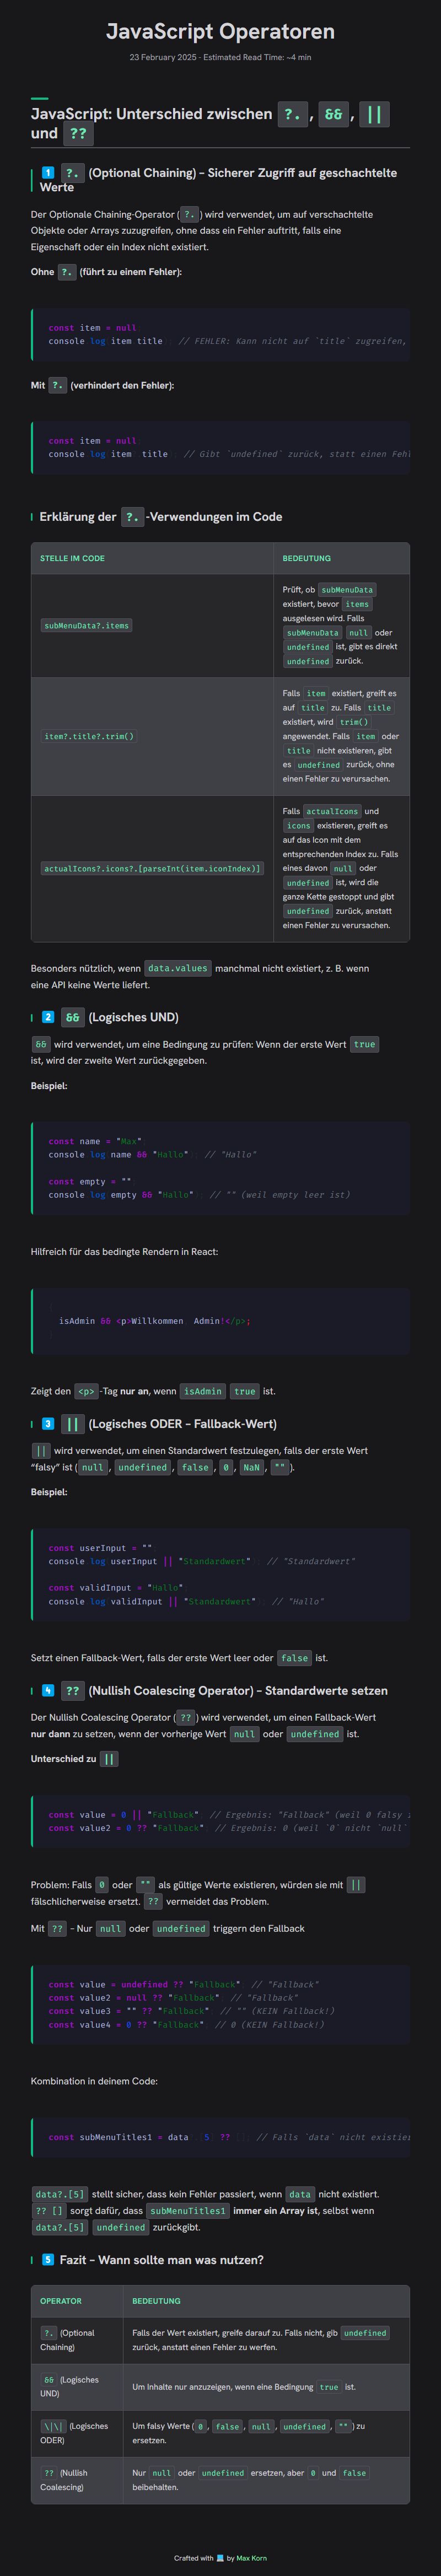 JavaScript Operatoren
23 February 2025 · Estimated Read Time: ~4 min
JavaScript: Unterschied zwischen ?. , && , ||
und ??
1 ?. (Optional Chaining) – Sicherer Zugriff auf geschachtelte
Werte
Der Optionale Chaining-Operator ( ?. ) wird verwendet, um auf verschachtelte
Objekte oder Arrays zuzugreifen, ohne dass ein Fehler auftritt, falls eine
Eigenschaft oder ein Index nicht existiert.
Ohne ?. (führt zu einem Fehler):
const item = null
console log item title // FEHLER: Kann nicht auf `title` zugreifen,
Mit ?. (verhindert den Fehler):
const item = null
console log item title // Gibt `undefined` zurück, statt einen Fehl
Erklärung der ?. -Verwendungen im Code
STELLE IM CODE BEDEUTUNG
subMenuData?.items
Prüft, ob subMenuData
existiert, bevor items
ausgelesen wird. Falls
subMenuData null oder
undefined ist, gibt es direkt
undefined zurück.
item?.title?.trim()
Falls item existiert, greift es
auf title zu. Falls title
existiert, wird trim()
angewendet. Falls item oder
title nicht existieren, gibt
es undefined zurück, ohne
einen Fehler zu verursachen.
actualIcons?.icons?.[parseInt(item.iconIndex)]
Falls actualIcons und
icons existieren, greift es
auf das Icon mit dem
entsprechenden Index zu. Falls
eines davon null oder
undefined ist, wird die
ganze Kette gestoppt und gibt
undefined zurück, anstatt
einen Fehler zu verursachen.
Besonders nützlich, wenn data.values manchmal nicht existiert, z. B. wenn
eine API keine Werte liefert.
2 && (Logisches UND)
&& wird verwendet, um eine Bedingung zu prüfen: Wenn der erste Wert true
ist, wird der zweite Wert zurückgegeben.
Beispiel:
const name = "Max"
console log name && "Hallo" // "Hallo"
const empty = ""
console log empty && "Hallo" // "" (weil empty leer ist)
Hilfreich für das bedingte Rendern in React:
isAdmin && <p>Willkommen Admin!</p>;
Zeigt den <p> -Tag nur an, wenn isAdmin true ist.
3 || (Logisches ODER – Fallback-Wert)
|| wird verwendet, um einen Standardwert festzulegen, falls der erste Wert
“falsy” ist ( null , undefined , false , 0 , NaN , "" ).
Beispiel:
const userInput = ""
console log userInput || "Standardwert" // "Standardwert"
const validInput = "Hallo"
console log validInput || "Standardwert" // "Hallo"
Setzt einen Fallback-Wert, falls der erste Wert leer oder false ist.
4 ?? (Nullish Coalescing Operator) – Standardwerte setzen
Der Nullish Coalescing Operator ( ?? ) wird verwendet, um einen Fallback-Wert
nur dann zu setzen, wenn der vorherige Wert null oder undefined ist.
Unterschied zu ||
const value = 0 || "Fallback" // Ergebnis: "Fallback" (weil 0 falsy i
const value2 = 0 ?? "Fallback" // Ergebnis: 0 (weil `0` nicht `null`
Problem: Falls 0 oder "" als gültige Werte existieren, würden sie mit ||
fälschlicherweise ersetzt. ?? vermeidet das Problem.
Mit ?? – Nur null oder undefined triggern den Fallback
const value = undefined ?? "Fallback" // "Fallback"
const value2 = null ?? "Fallback" // "Fallback"
const value3 = "" ?? "Fallback" // "" (KEIN Fallback!)
const value4 = 0 ?? "Fallback" // 0 (KEIN Fallback!)
Kombination in deinem Code:
const subMenuTitles1 = data 5 ?? // Falls `data` nicht existier
data?.[5] stellt sicher, dass kein Fehler passiert, wenn data nicht existiert.
?? [] sorgt dafür, dass subMenuTitles1 immer ein Array ist, selbst wenn
data?.[5] undefined zurückgibt.
5 Fazit – Wann sollte man was nutzen?
OPERATOR BEDEUTUNG
?. (Optional
Chaining)
Falls der Wert existiert, greife darauf zu. Falls nicht, gib undefined
zurück, anstatt einen Fehler zu werfen.
&& (Logisches
UND)
Um Inhalte nur anzuzeigen, wenn eine Bedingung true ist.
\|\| (Logisches
ODER)
Um falsy Werte ( 0 , false , null , undefined , "" ) zu
ersetzen.
?? (Nullish
Coalescing)
Nur null oder undefined ersetzen, aber 0 und false
beibehalten.
Crafted with by Max Korn